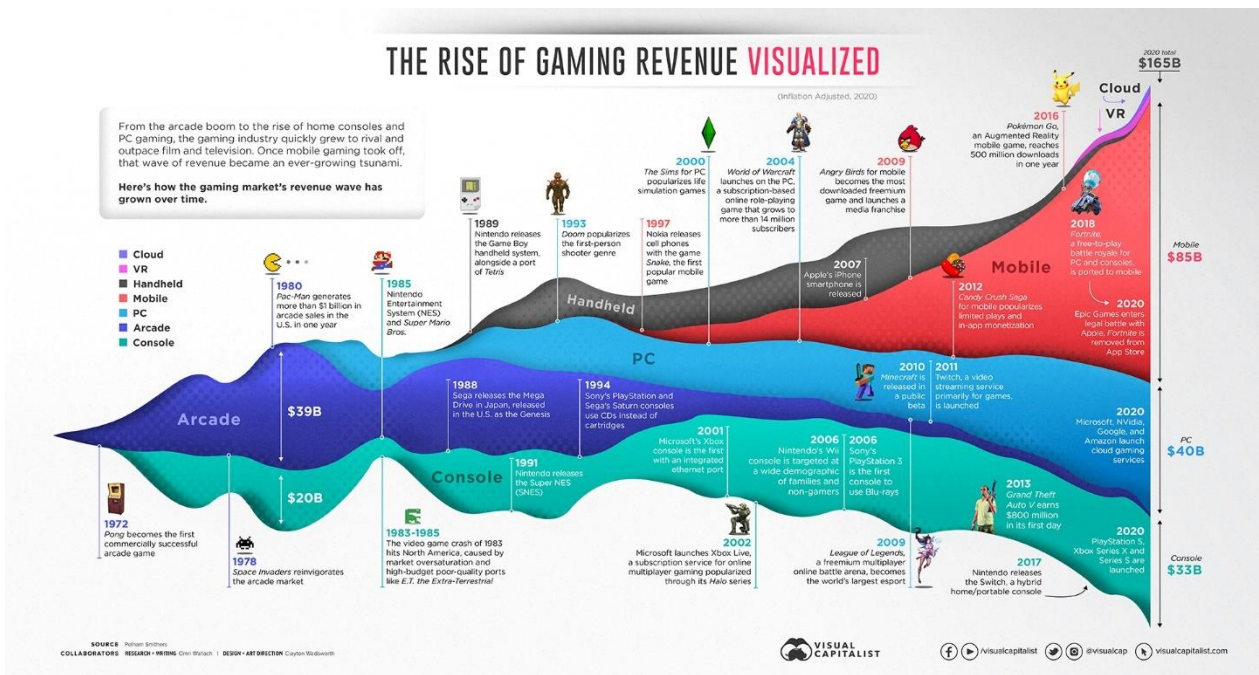 THE RISE OF GAMING REVENUE VISUALIZED
(Inflation Adjusted, 2020)
From the arcade boom to the rise of home consoles and
PC gaming, the gaming industry quickly grew to rival and
outpace film and television. Once mobile gaming took off,
that wave of revenue became an ever-growing tsunami.
Here's how the gaming market's revenue wave has
grown over time.
Cloud
VR
Handheld
Mobile
PC
Arcade
Console
1980
Pac-Man generates
more than $1 billion in
arcade sales in the
U.S. in one year
1985
Nintendo
Entertainment
System (NES)
and Super Mario
Bros.
1989
Nintendo releases
the Game Boy
handheld system,
alongside a port
of Tetris
1993
Doom popularizes
the first-person
shooter genre
1997
Nokia releases
cell phones
with the game
Snake, the first
popular mobile
game
2000
The Sims for PC
popularizes life
simulation games
2004
World of Warcraft
launches on the PC,
a subscription-based
online role-playing
game that grows to
more than 14 million
subscribers
2009
Angry Birds for mobile
becomes the most
downloaded freemium
game and launches a
media franchise
2016
Pokémon Go,
an Augmented Reality
mobile game, reaches
500 million downloads
in one year
Cloud
VR
2020 total
$165B
2007
Apple's iPhone
smartphone is
released
Handheld
Mobile
2012
Candy Crush Saga
for mobile popularizes
limited plays and
in-app monetization
2018
Fortnite,
a free-to-play
battle royale for
PC and consoles,
is ported to mobile
2020
Epic Games enters
legal battle with
Apple, Fortnite is
removed from
App Store
Mobile
$85B
PC
Arcade
$39B
$20B
1988
Sega releases the Mega
Drive in Japan, released
in the U.S. as the Genesis
1994
Sony's PlayStation and
Sega's Saturn consoles
use CDs instead of
cartridges
2010
Minecraft is
released in
a public
beta
2011
Twitch, a video
streaming service
primarily for games,
is launched
2020
Microsoft, NVidia,
Google, and
Amazon launch
cloud gaming
services
PC
$40B
Console
1991
Nintendo releases
the Super NES
(SNES)
2001
Microsoft's Xbox
console is the first
with an integrated
ethernet port
2006
Nintendo's Wii
console is targeted at
a wide demographic
of families and
non-gamers
2006
Sony's
PlayStation 3
is the first
console to
use Blu-rays
2013
Grand Theft
Auto V earns
$800 million
in its first day
2020
PlayStation 5,
Xbox Series X and
Series S are
launched
Console
$33B
1972
Pong becomes the first
commercially successful
arcade game
1978
Space Invaders reinvigorates
the arcade market
1983-1985
The video game crash of 1983
hits North America, caused by
market oversaturation and
high-budget poor-quality ports
like E.T. the Extra-Terrestrial
2002
Microsoft launches Xbox Live,
a subscription service for online
multiplayer gaming popularized
through its Halo series
2009
League of Legends,
a freemium multiplayer
online battle arena, becomes
the world's largest esport
2017
Nintendo releases
the Switch, a hybrid
home/portable console
SOURCE Pelham Smithers
COLLABORATORS RESEARCH + WRITING Omri Wallach | DESIGN + ART DIRECTION Clayton Wadsworth
VISUAL
CAPITALIST
/visualcapitalist @visualcap visualcapitalist.com